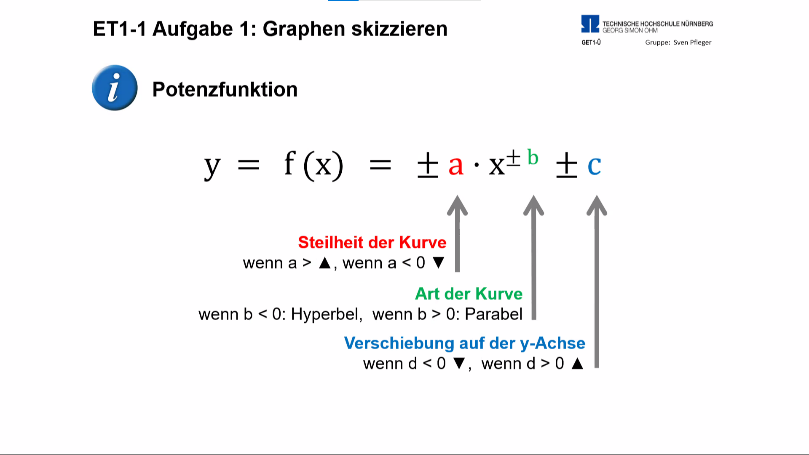 ET1-1 Aufgabe 1: Graphen skizzieren
TECHNISCHE HOCHSCHULE NÜRNBERG
GEORG SIMON OHM
GET1-Ü Gruppe: Sven Pfleger
i
Potenzfunktion
y = f (x) = ± a · x^± b ± c
Steilheit der Kurve
wenn a > ▲, wenn a < 0 ▼
Art der Kurve
wenn b < 0: Hyperbel, wenn b > 0: Parabel
Verschiebung auf der y-Achse
wenn d < 0 ▼, wenn d > 0 ▲